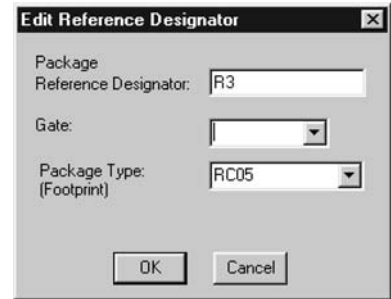 Edit Reference Designator
Package
Reference Designator: R3
Gate:
Package Type: RC05
(Footprint)
OK Cancel